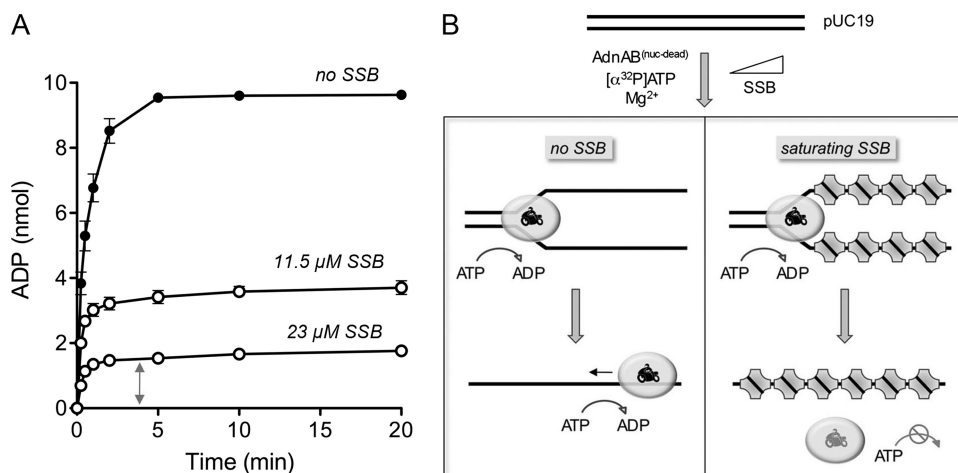 A
ADP (nmol)
10
8
6
4
2
0
no SSB
11.5 µM SSB
23 µM SSB
0 5 10 15 20
Time (min)
B
pUC19
AdnAB(nuc-dead)
[α32P]ATP
Mg2+
SSB
no SSB
ATP ADP
ATP ADP
saturating SSB
ATP ADP
ATP